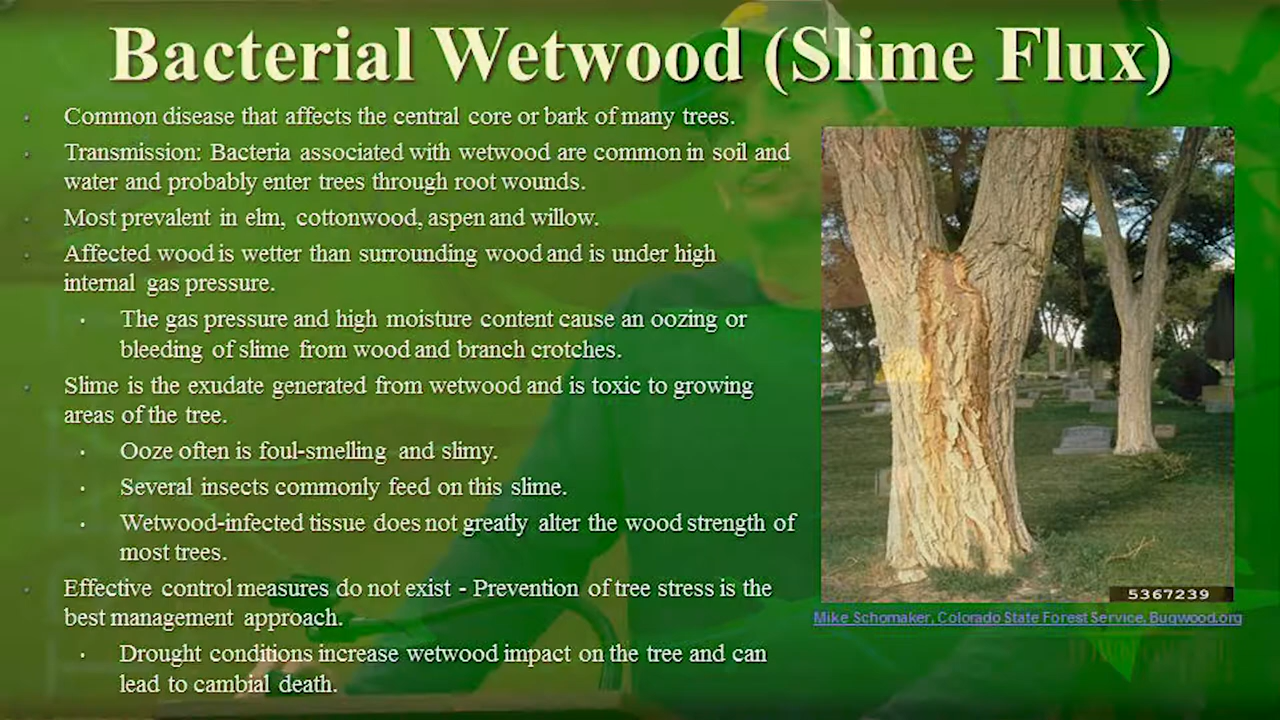 Bacterial Wetwood (Slime Flux)
Common disease that affects the central core or bark of many trees.
Transmission: Bacteria associated with wetwood are common in soil and
water and probably enter trees through root wounds.
Most prevalent in elm, cottonwood, aspen and willow.
Affected wood is wetter than surrounding wood and is under high
internal gas pressure.
The gas pressure and high moisture content cause an oozing or
bleeding of slime from wood and branch crotches.
Slime is the exudate generated from wetwood and is toxic to growing
areas of the tree.
Ooze often is foul-smelling and slimy.
Several insects commonly feed on this slime.
Wetwood-infected tissue does not greatly alter the wood strength of
most trees.
Effective control measures do not exist - Prevention of tree stress is the
best management approach.
Drought conditions increase wetwood impact on the tree and can
lead to cambial death.
5367239
Mike Schomaker, Colorado State Forest Service, Bugwood.org